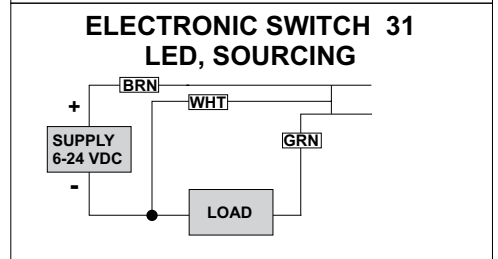 ELECTRONIC SWITCH 31
LED, SOURCING
BRN
+
WHT
SUPPLY
6-24 VDC
GRN
-
LOAD